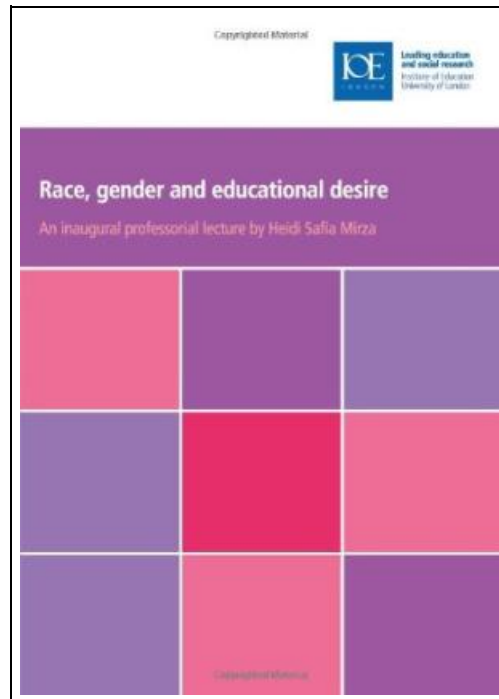 Copyrighted Material
IOE
LONDON
Leading education
and social research
Institute of Education
University of London
Race, gender and educational desire
An inaugural professorial lecture by Heidi Safia Mirza
Copyrighted Material